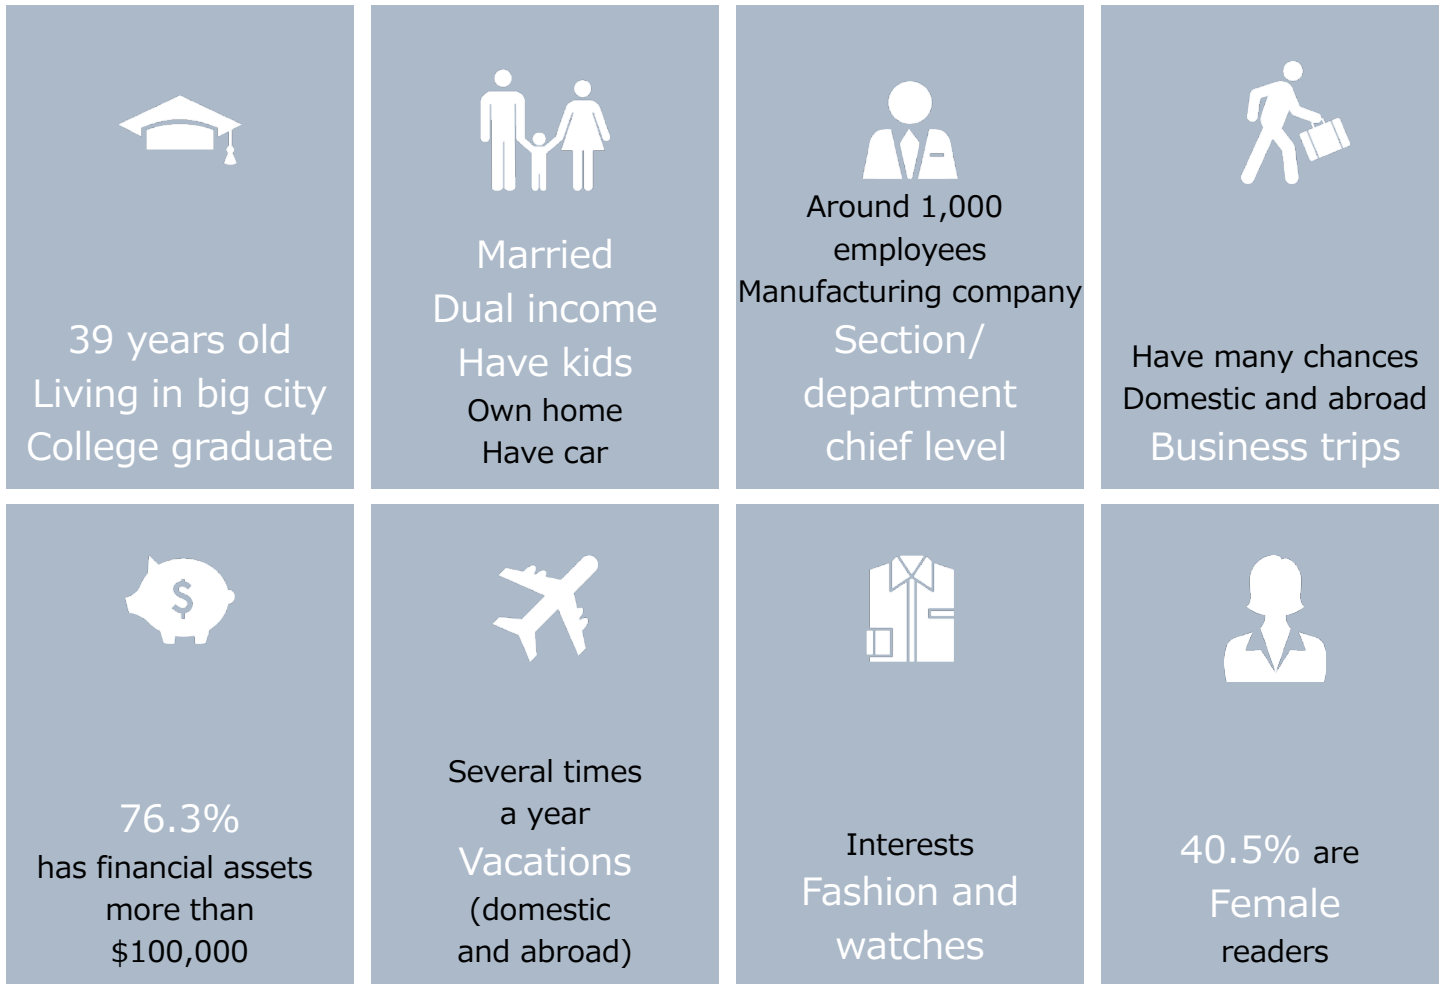 39 years old
Living in big city
College graduate
Married
Dual income
Have kids
Own home
Have car
Around 1,000
employees
Manufacturing company
Section/
department
chief level
Have many chances
Domestic and abroad
Business trips
$
76.3%
has financial assets
more than
$100,000
Several times
a year
Vacations
(domestic
and abroad)
Interests
Fashion and
watches
40.5% are
Female
readers